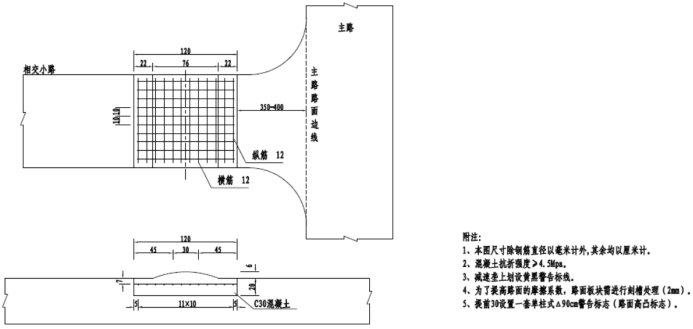 主路
120
22 76 22
相交小路
主路路面边线
350-400
10|10
纵筋 12
横筋 12
120
45 30 45
6
7
20
5 11×10 5
C30混凝土
附注:
1、本图尺寸除钢筋直径以毫米计外,其余均以厘米计。
2、混凝土抗折强度≥4.5Mpa。
3、减速垄上划设黄黑警告标线。
4、为了提高路面的摩擦系数，路面板块需进行刻槽处理（2mm）。
5、提前30设置一套单柱式△90cm警告标志（路面高凸标志）。